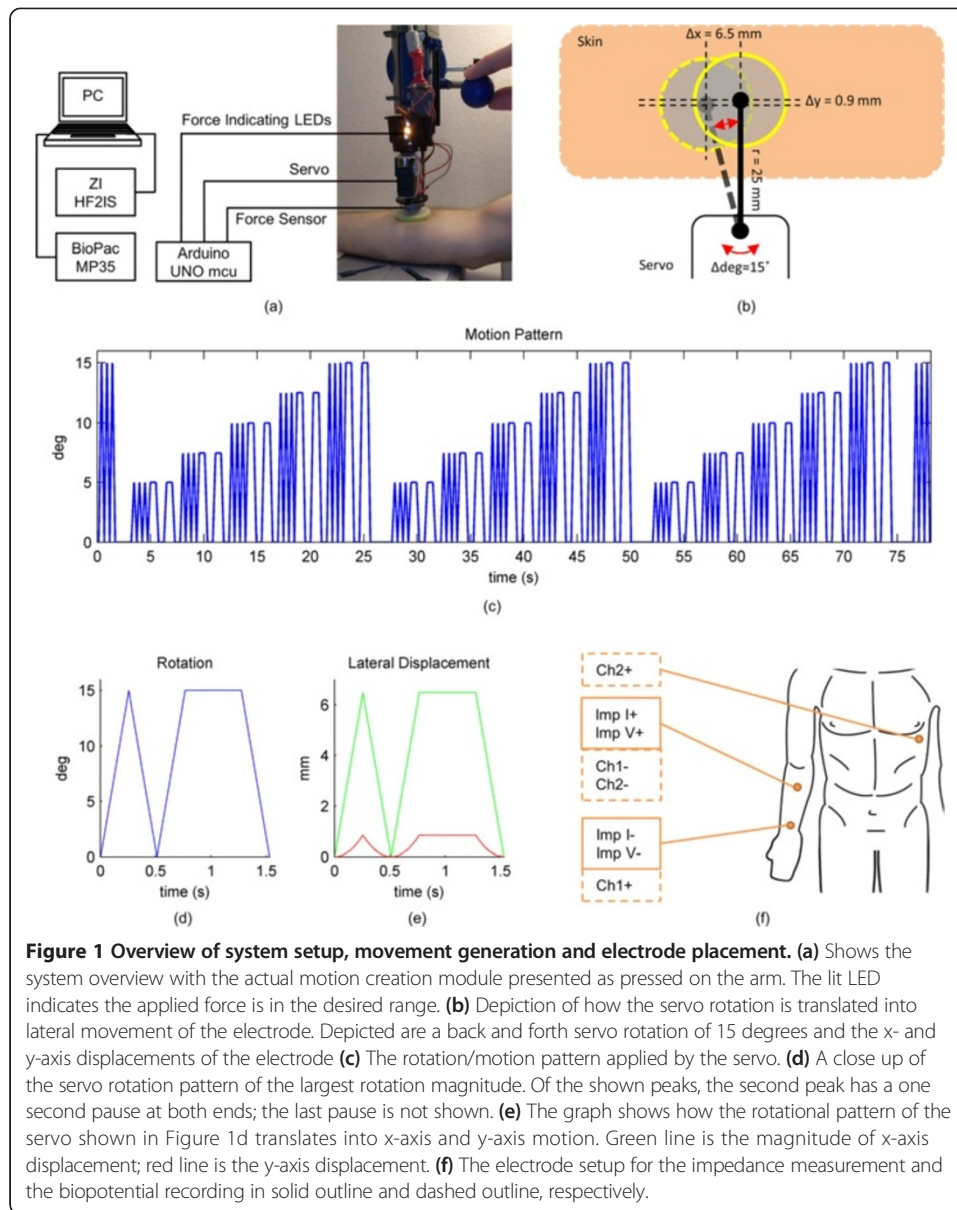 PC
ZI
HF2IS
BioPac
MP35
Force Indicating LEDs
Servo
Force Sensor
Arduino
UNO mcu
(a)
Skin
Δx = 6.5 mm
Δy = 0.9 mm
r = 25 mm
Servo
Δdeg=15˚
(b)
Motion Pattern
15
10
5
0
deg
0 5 10 15 20 25 30 35 40 45 50 55 60 65 70 75
time (s)
(c)
Rotation
15
10
5
0
deg
0 0.5 1 1.5
time (s)
(d)
Lateral Displacement
6
4
2
0
mm
0 0.5 1 1.5
time (s)
(e)
Ch2+
Imp I+
Imp V+
Ch1-
Ch2-
Imp I-
Imp V-
Ch1+
(f)
Figure 1 Overview of system setup, movement generation and electrode placement. (a) Shows the
system overview with the actual motion creation module presented as pressed on the arm. The lit LED
indicates the applied force is in the desired range. (b) Depiction of how the servo rotation is translated into
lateral movement of the electrode. Depicted are a back and forth servo rotation of 15 degrees and the x- and
y-axis displacements of the electrode (c) The rotation/motion pattern applied by the servo. (d) A close up of
the servo rotation pattern of the largest rotation magnitude. Of the shown peaks, the second peak has a one
second pause at both ends; the last pause is not shown. (e) The graph shows how the rotational pattern of the
servo shown in Figure 1d translates into x-axis and y-axis motion. Green line is the magnitude of x-axis
displacement; red line is the y-axis displacement. (f) The electrode setup for the impedance measurement and
the biopotential recording in solid outline and dashed outline, respectively.